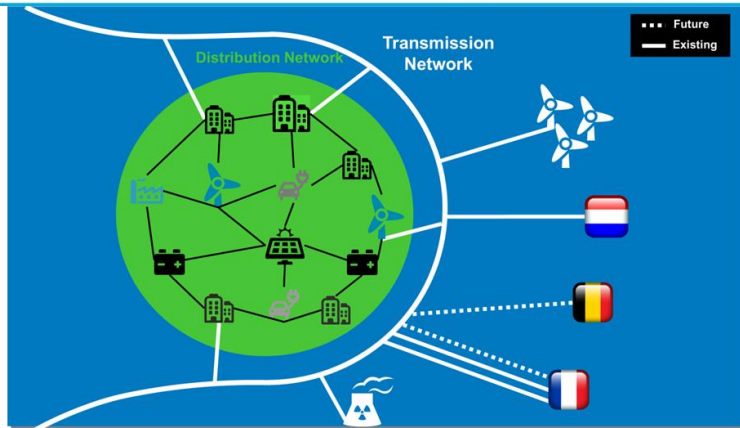 Future
Existing
Transmission
Network
Distribution Network